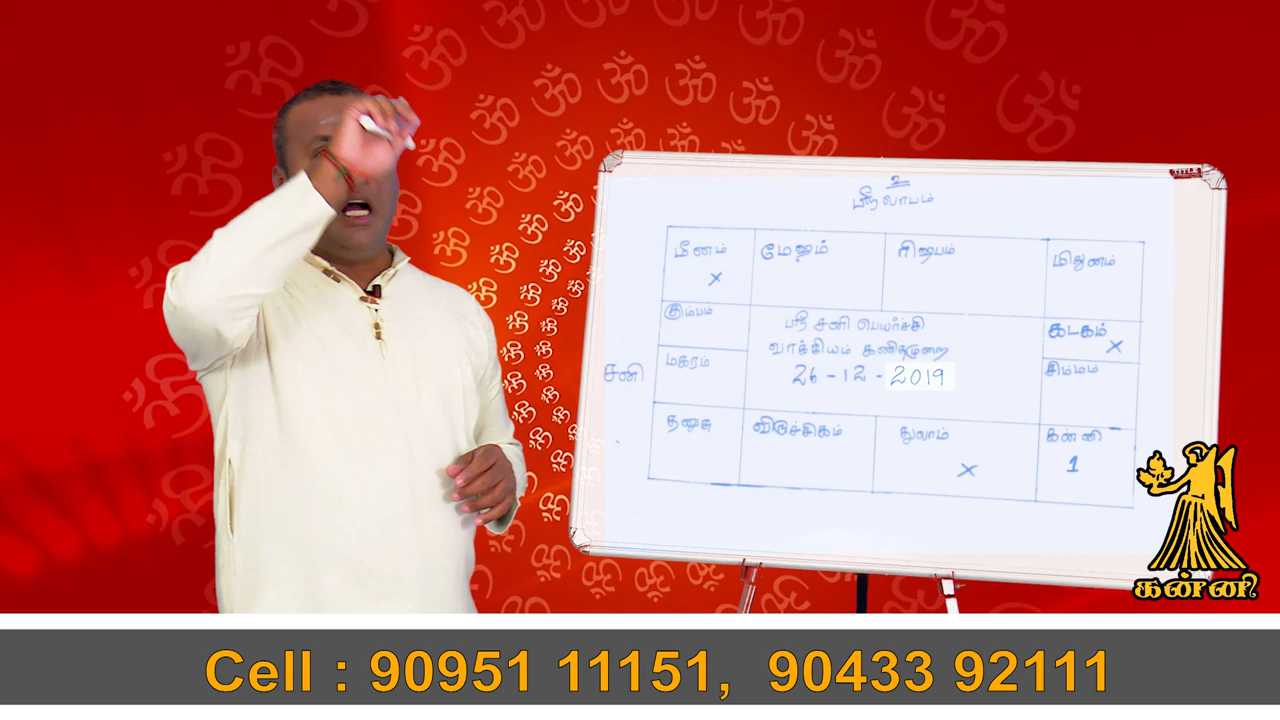 உ
ஸ்ரீ லாபம்
மீனம் மேஷம் ரிஷபம் மிதுனம்
X
கும்பம் ஸ்ரீ சனி பெயர்ச்சி கடகம்
வாக்கியம் கணிதமுறை X
சனி மகரம் 26-12-2019 சிம்மம்
தனுசு விருச்சிகம் துலாம் கன்னி
X 1
கன்னி
Cell : 90951 11151, 90433 92111